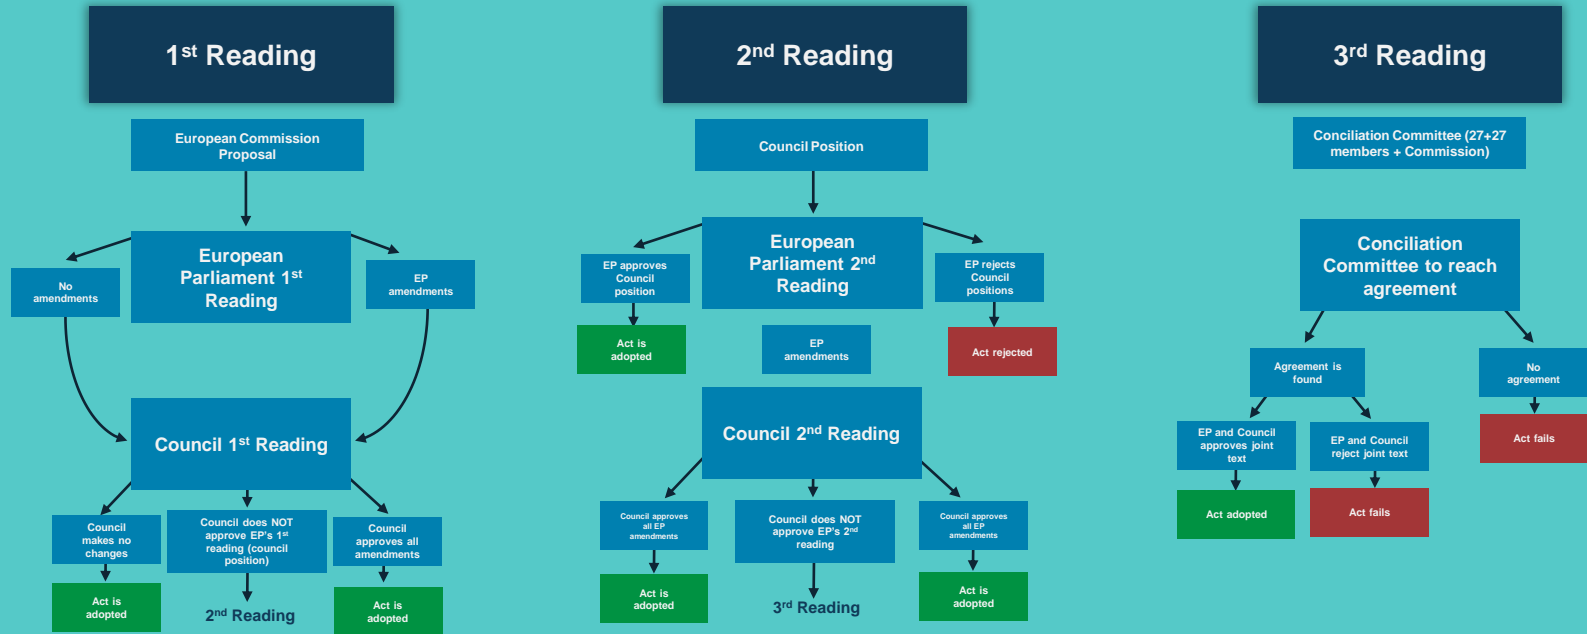 1st Reading
European Commission
Proposal
European
Parliament 1st
Reading
No
amendments
EP
amendments
Council 1st Reading
Council
makes no
changes
Council does NOT
approve EP's 1st
reading (council
position)
Council
approves all
amendments
Act is
adopted
2nd Reading
Act is
adopted
2nd Reading
Council Position
European
Parliament 2nd
Reading
EP approves
Council
position
EP rejects
Council
positions
Act is
adopted
EP
amendments
Act rejected
Council 2nd Reading
Council approves
all EP
amendments
Council does NOT
approve EP's 2nd
reading
Council approves
all EP
amendments
Act is
adopted
3rd Reading
Act is
adopted
3rd Reading
Conciliation Committee (27+27
members + Commission)
Conciliation
Committee to reach
agreement
Agreement is
found
No
agreement
EP and Council
approves joint
text
EP and Council
reject joint text
Act fails
Act adopted
Act fails